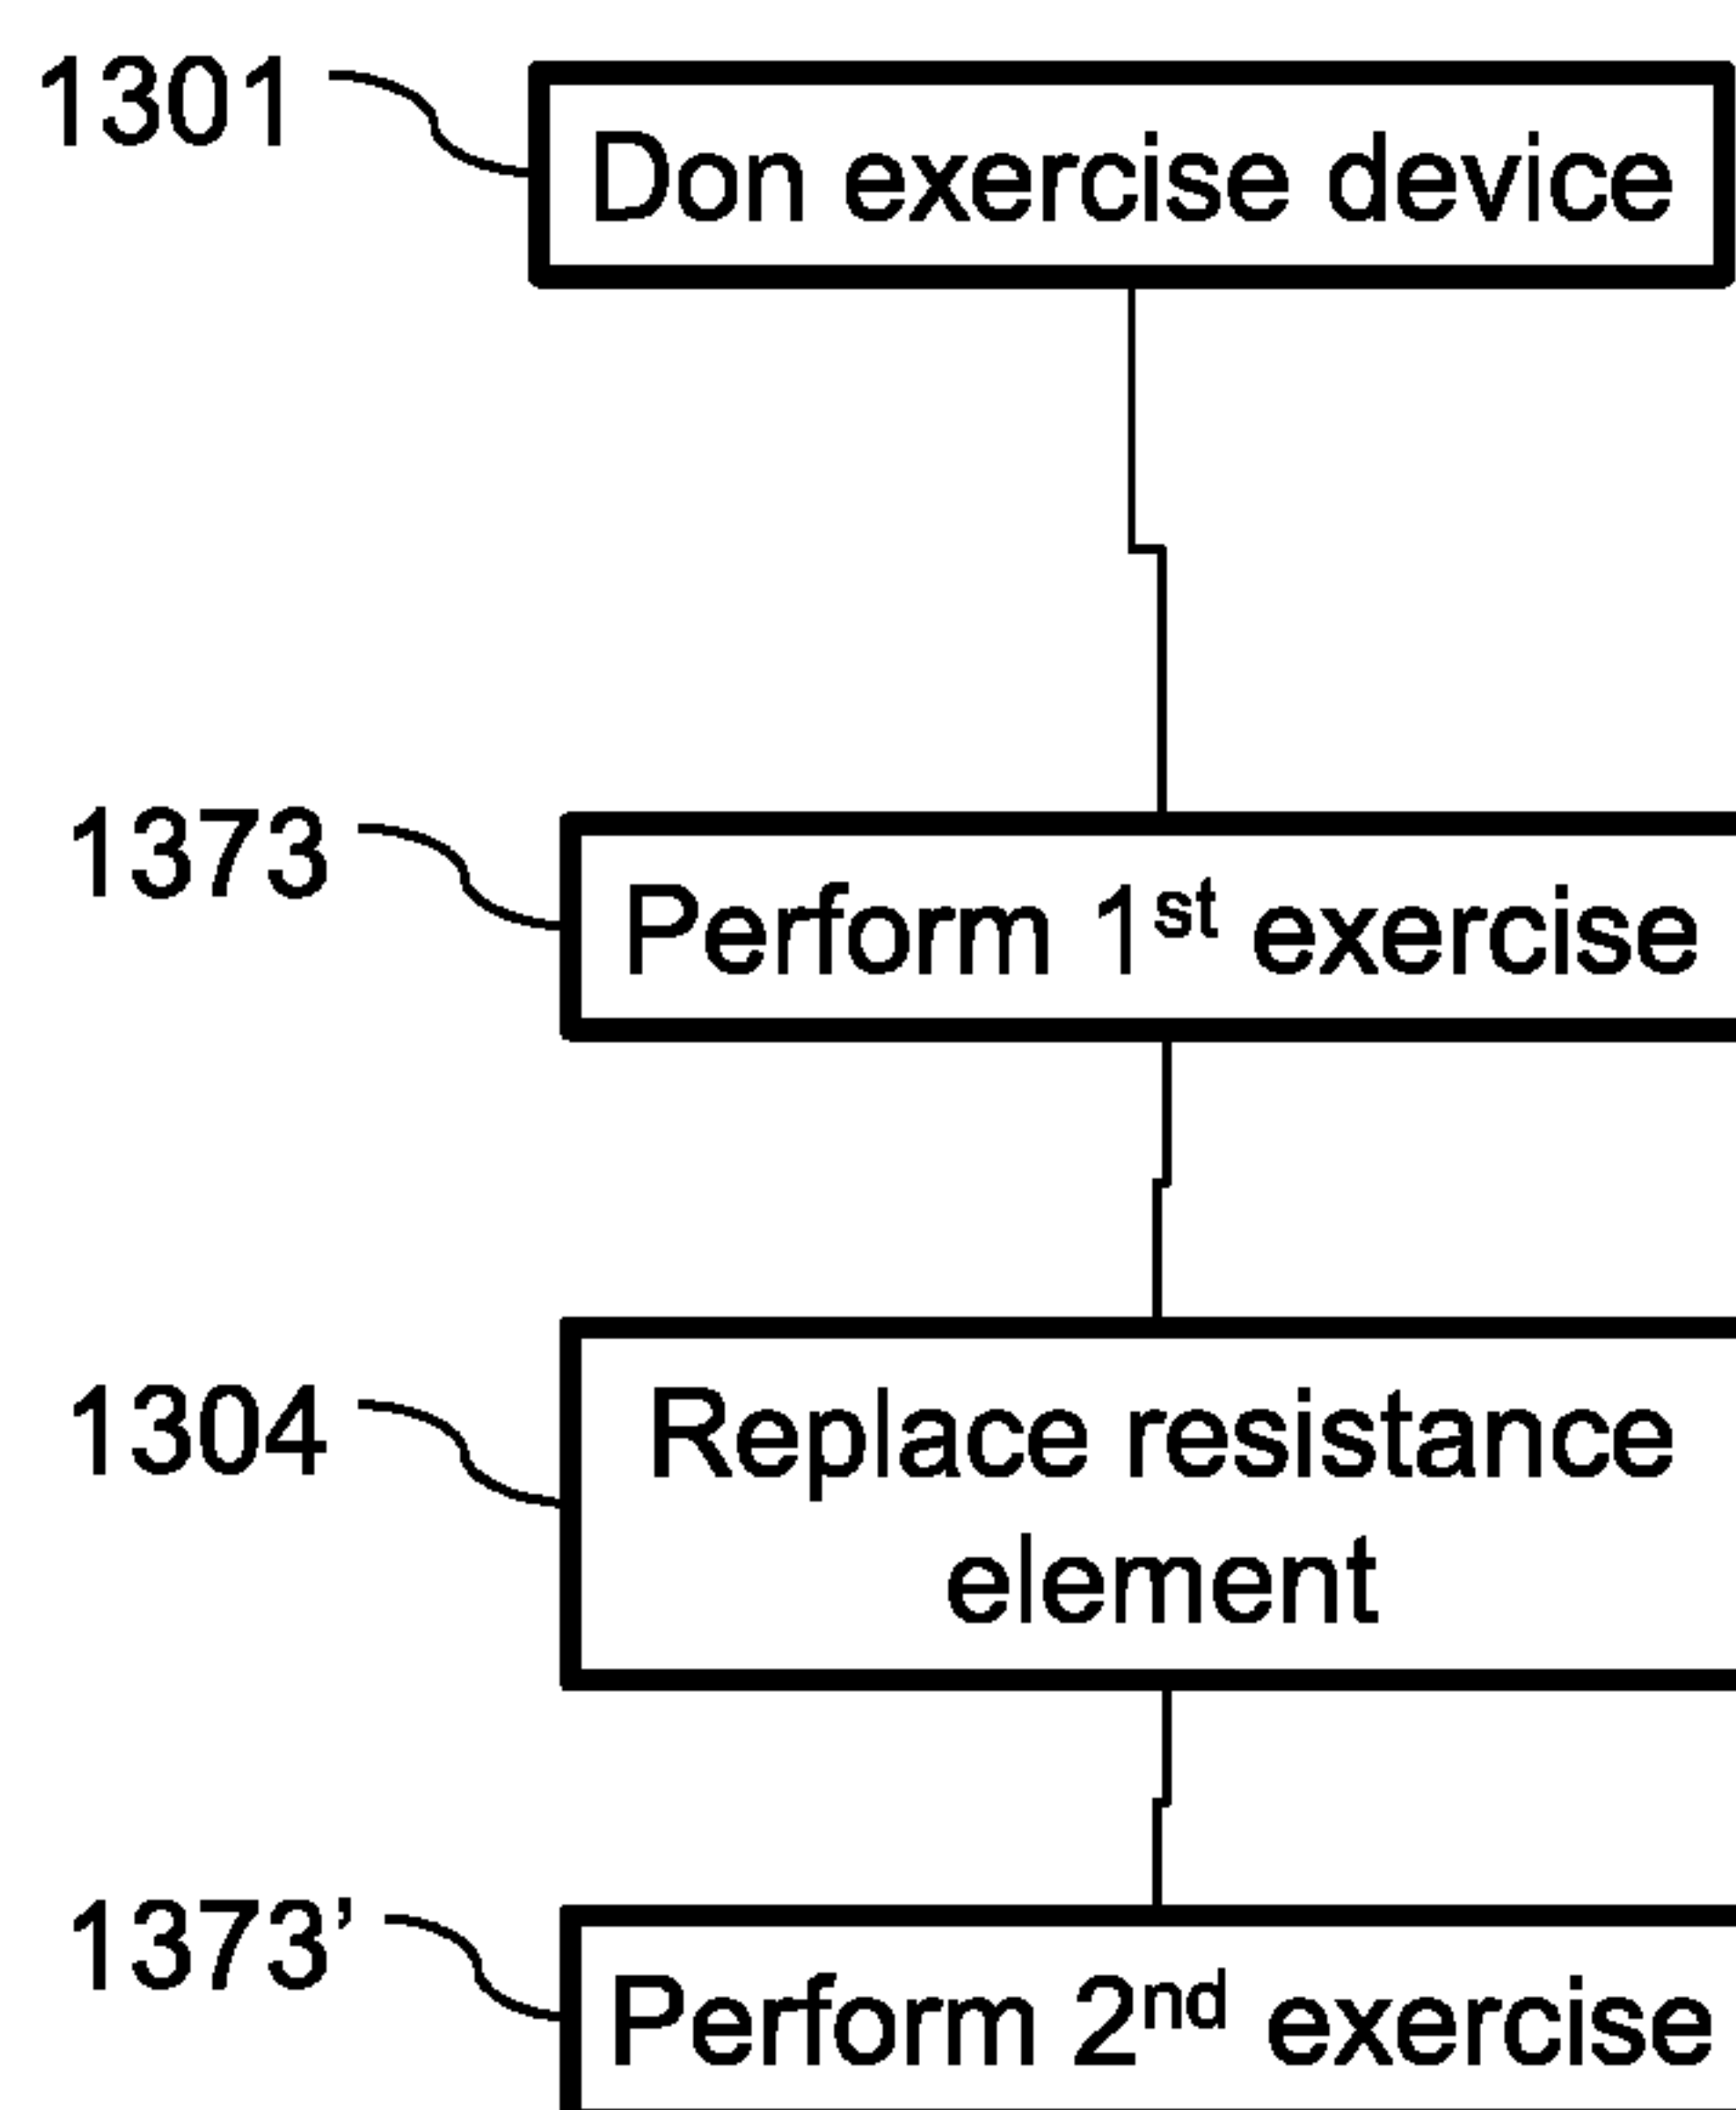 1301
Don exercise device
1373
Perform 1st exercise
1304
Replace resistance
element
1373'
Perform 2nd exercise